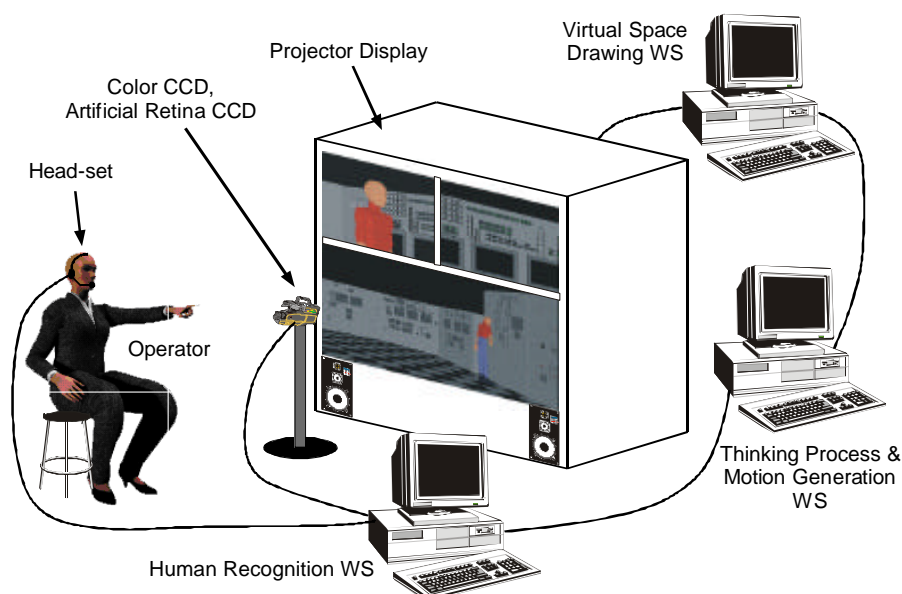 Virtual Space
Drawing WS
Projector Display
Color CCD,
Artificial Retina CCD
Head-set
Operator
Thinking Process &
Motion Generation
WS
Human Recognition WS